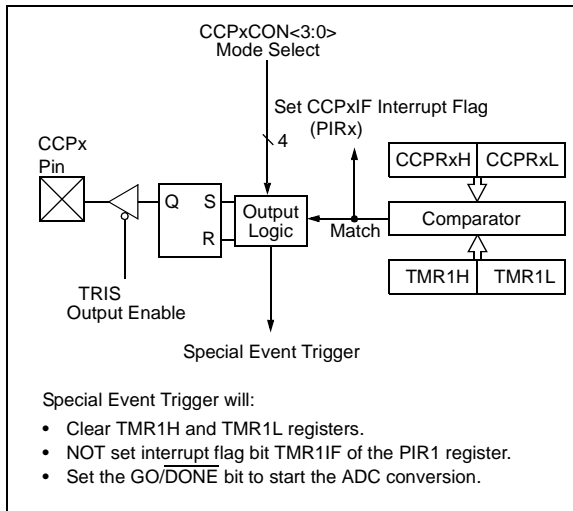 CCPxCON<3:0>
Mode Select
Set CCPxIF Interrupt Flag
(PIRx)
4
CCPx
Pin
CCPRxH CCPRxL
Q S
R
Output
Logic
Match
Comparator
TMR1H TMR1L
TRIS
Output Enable
Special Event Trigger
Special Event Trigger will:
• Clear TMR1H and TMR1L registers.
• NOT set interrupt flag bit TMR1IF of the PIR1 register.
• Set the GO/DONE bit to start the ADC conversion.